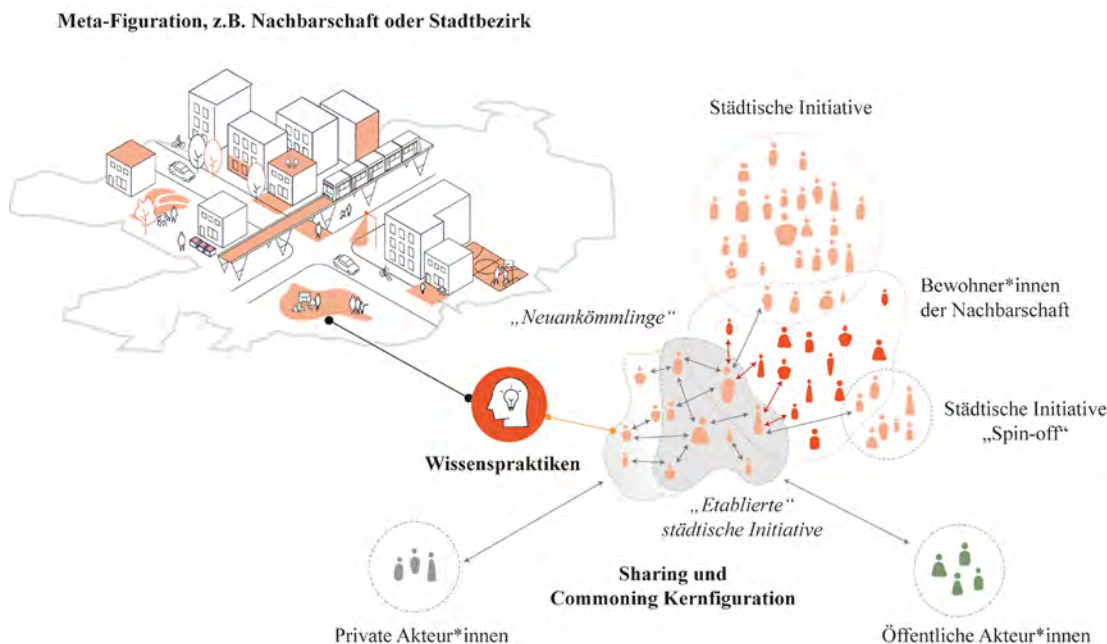 Meta-Figuration, z.B. Nachbarschaft oder Stadtbezirk
Städtische Initiative
Bewohner*innen
der Nachbarschaft
„Neuankömmlinge“
Städtische Initiative
„Spin-off“
Wissenspraktiken
„Etablierte“
städtische Initiative
Sharing und
Commoning Kernfiguration
Private Akteur*innen
Öffentliche Akteur*innen